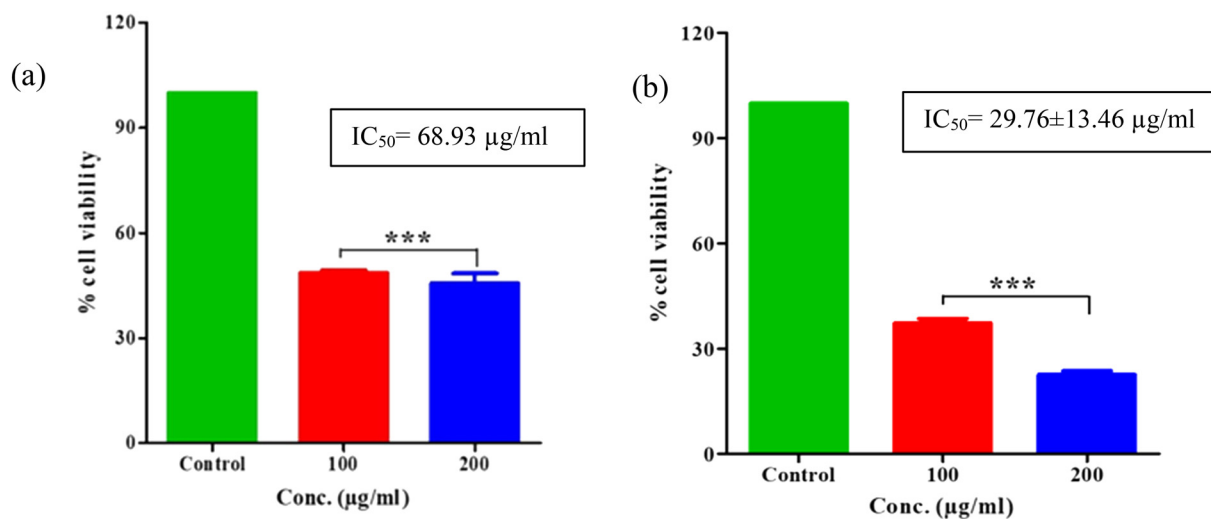 (a)
120
90
60
30
0
% cell viability
IC₅₀= 68.93 µg/ml
***
Control 100 200
Conc. (µg/ml)
(b)
120
90
60
30
0
% cell viability
IC₅₀= 29.76±13.46 µg/ml
***
Control 100 200
Conc. (µg/ml)